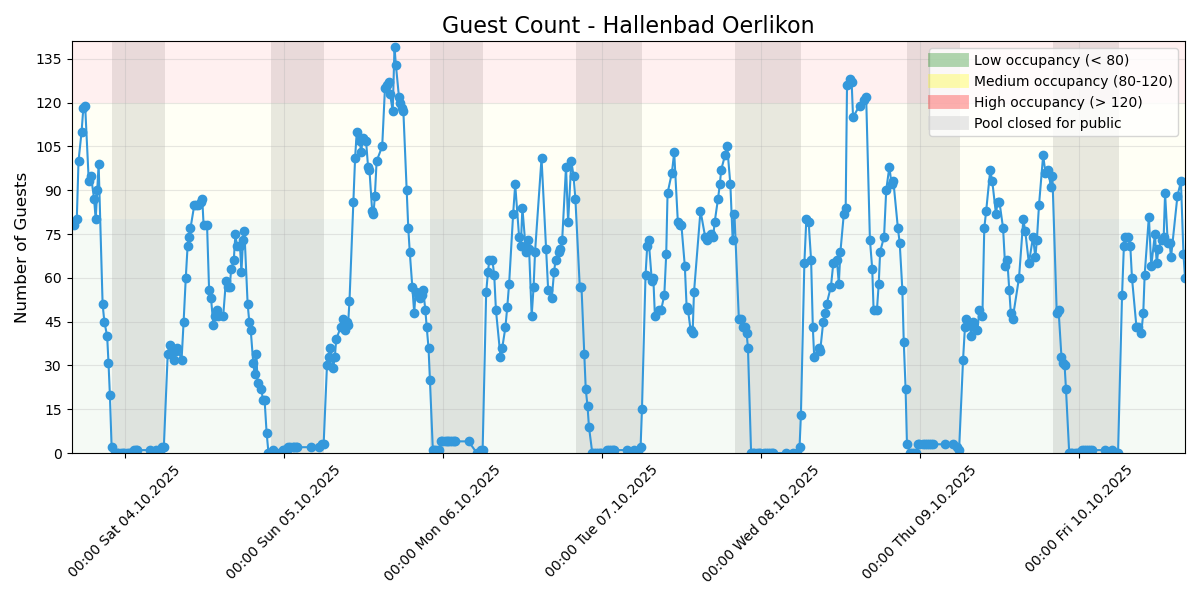 Guest Count - Hallenbad Oerlikon
Number of Guests
135
120
105
90
75
60
45
30
15
0
Low occupancy (< 80)
Medium occupancy (80-120)
High occupancy (> 120)
Pool closed for public
00:00 Sat 04.10.2025
00:00 Sun 05.10.2025
00:00 Mon 06.10.2025
00:00 Tue 07.10.2025
00:00 Wed 08.10.2025
00:00 Thu 09.10.2025
00:00 Fri 10.10.2025